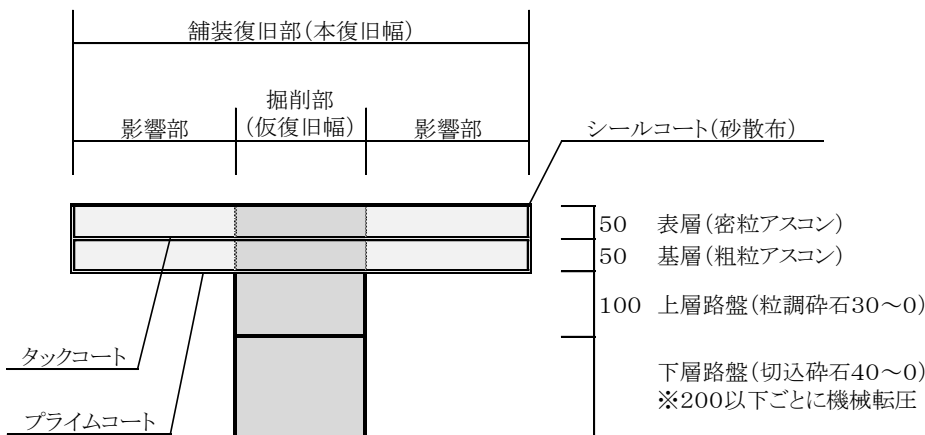 舗装復旧部(本復旧幅)
掘削部
影響部
(仮復旧幅)
影響部
シールコート(砂散布)
50 表層(密粒アスコン)
50 基層(粗粒アスコン)
100 上層路盤(粒調砕石30～0)
タックコート
下層路盤(切込砕石40～0)
※200以下ごとに機械転圧
プライムコート